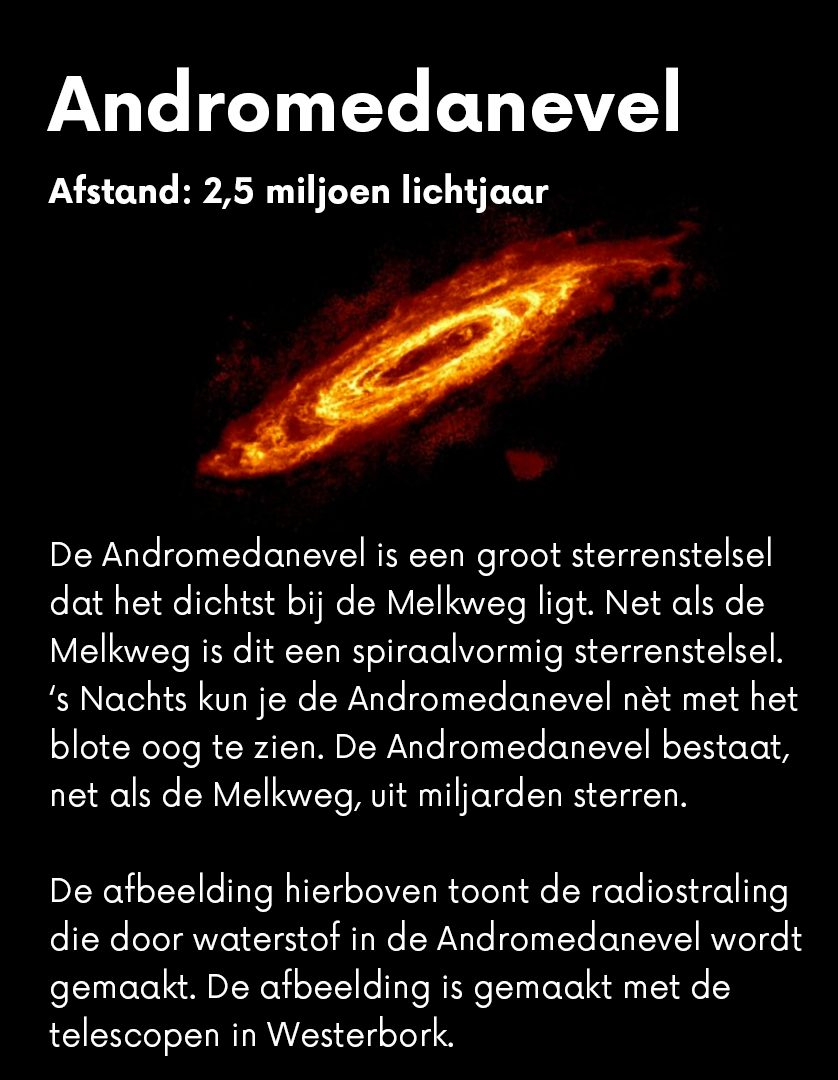 Andromedanevel
Afstand: 2,5 miljoen lichtjaar
De Andromedanevel is een groot sterrenstelsel
dat het dichtst bij de Melkweg ligt. Net als de
Melkweg is dit een spiraalvormig sterrenstelsel.
‘s Nachts kun je de Andromedanevel nèt met het
blote oog te zien. De Andromedanevel bestaat,
net als de Melkweg, uit miljarden sterren.
De afbeelding hierboven toont de radiostraling
die door waterstof in de Andromedanevel wordt
gemaakt. De afbeelding is gemaakt met de
telescopen in Westerbork.